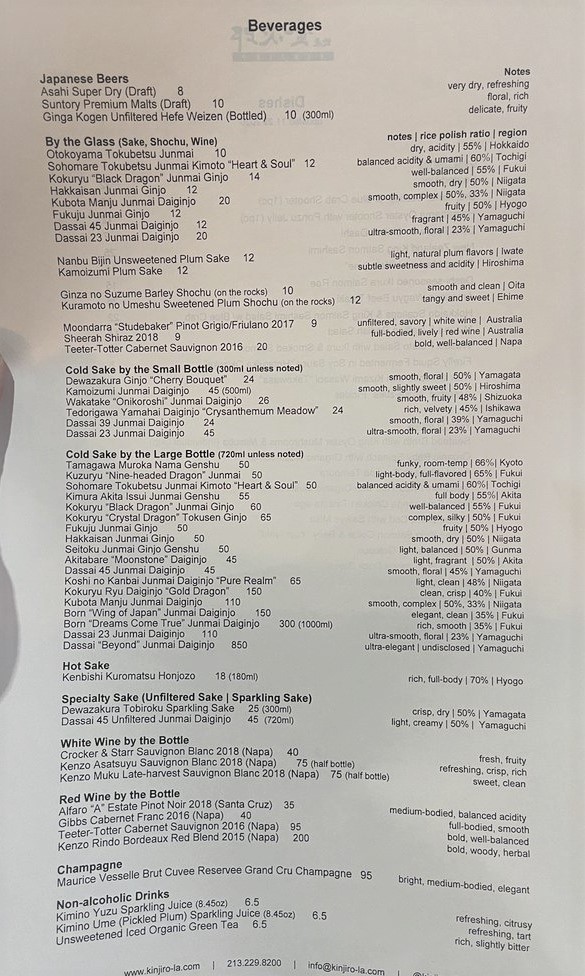 Beverages
Japanese Beers Notes
Asahi Super Dry (Draft) 8 very dry, refreshing
Suntory Premium Malts (Draft) 10 floral, rich
Ginga Kogen Unfiltered Hefe Weizen (Bottled) 10 (300ml) delicate, fruity
By the Glass (Sake, Shochu, Wine) notes | rice polish ratio | region
Otokoyama Tokubetsu Junmai 10 dry, acidity | 55% | Hokkaido
Sohomare Tokubetsu Junmai Kimoto "Heart & Soul" 12 balanced acidity & umami | 60%| Tochigi
Kokuryu "Black Dragon" Junmai Ginjo 14 well-balanced | 55% | Fukui
Hakkaisan Junmai Ginjo 12 smooth, dry | 50% | Niigata
Kubota Manju Junmai Daiginjo 20 smooth, complex | 50%, 33% | Niigata
Fukuju Junmai Ginjo 12 fruity | 50% | Hyogo
Dassai 45 Junmai Daiginjo 12 fragrant | 45% | Yamaguchi
Dassai 23 Junmai Daiginjo 20 ultra-smooth, floral | 23% | Yamaguchi
Nanbu Bijin Unsweetened Plum Sake 12 light, natural plum flavors | Iwate
Kamoizumi Plum Sake 12 subtle sweetness and acidity | Hiroshima
Ginza no Suzume Barley Shochu (on the rocks) 10 smooth and clean | Oita
Kuramoto no Umeshu Sweetened Plum Shochu (on the rocks) 12 tangy and sweet | Ehime
Moondarra "Studebaker" Pinot Grigio/Friulano 2017 9 unfiltered, savory | white wine | Australia
Sheerah Shiraz 2018 9 full-bodied, lively | red wine | Australia
Teeter-Totter Cabernet Sauvignon 2016 20 bold, well-balanced | Napa
Cold Sake by the Small Bottle (300ml unless noted)
Dewazakura Ginjo "Cherry Bouquet" 24 smooth, floral | 50% | Yamagata
Kamoizumi Junmai Daiginjo 45 (500ml) smooth, slightly sweet | 50% | Hiroshima
Wakatake "Onikoroshi" Junmai Daiginjo 26 smooth, fruity | 48% | Shizuoka
Tedorigawa Yamahai Daiginjo "Crysanthemum Meadow" 24 rich, velvety | 45% | Ishikawa
Dassai 39 Junmai Daiginjo 24 smooth, floral | 39% | Yamaguchi
Dassai 23 Junmai Daiginjo 45 ultra-smooth, floral | 23% | Yamaguchi
Cold Sake by the Large Bottle (720ml unless noted)
Tamagawa Muroka Nama Genshu 50 funky, room-temp | 66%| Kyoto
Kuzuryu "Nine-headed Dragon" Junmai 50 light-body, full-flavored | 65% | Fukui
Sohomare Tokubetsu Junmai Kimoto "Heart & Soul" 50 balanced acidity & umami | 60%| Tochigi
Kimura Akita Issui Junmai Genshu 55 full body | 55%| Akita
Kokuryu "Black Dragon" Junmai Ginjo 60 well-balanced | 55% | Fukui
Kokuryu "Crystal Dragon" Tokusen Ginjo 65 complex, silky | 50% | Fukui
Fukuju Junmai Ginjo 50 fruity | 50% | Hyogo
Hakkaisan Junmai Ginjo 50 smooth, dry | 50% | Niigata
Seitoku Junmai Ginjo Genshu 50 light, balanced | 50% | Gunma
Akitabare "Moonstone" Daiginjo 45 light, fragrant | 50% | Akita
Dassai 45 Junmai Daiginjo 45 smooth, floral | 45% | Yamaguchi
Koshi no Kanbai Junmai Daiginjo "Pure Realm" 65 light, clean | 48% | Niigata
Kokuryu Ryu Daiginjo "Gold Dragon" 150 clean, crisp | 40% | Fukui
Kubota Manju Junmai Daiginjo 110 smooth, complex | 50%, 33% | Niigata
Born "Wing of Japan" Junmai Daiginjo 150 elegant, clean | 35% | Fukui
Born "Dreams Come True" Junmai Daiginjo 300 (1000ml) rich, smooth | 35% | Fukui
Dassai 23 Junmai Daiginjo 110 ultra-smooth, floral | 23% | Yamaguchi
Dassai "Beyond" Junmai Daiginjo 850 ultra-elegant | undisclosed | Yamaguchi
Hot Sake
Kenbishi Kuromatsu Honjozo 18 (180ml) rich, full-body | 70% | Hyogo
Specialty Sake (Unfiltered Sake | Sparkling Sake)
Dewazakura Tobiroku Sparkling Sake 25 (300ml) crisp, dry | 50% | Yamagata
Dassai 45 Unfiltered Junmai Daiginjo 45 (720ml) light, creamy | 50% | Yamaguchi
White Wine by the Bottle
Crocker & Starr Sauvignon Blanc 2018 (Napa) 40 fresh, fruity
Kenzo Asatsuyu Sauvignon Blanc 2018 (Napa) 75 (half bottle) refreshing, crisp, rich
Kenzo Muku Late-harvest Sauvignon Blanc 2018 (Napa) 75 (half bottle) sweet, clean
Red Wine by the Bottle
Alfaro "A" Estate Pinot Noir 2018 (Santa Cruz) 35 medium-bodied, balanced acidity
Gibbs Cabernet Franc 2016 (Napa) 40 full-bodied, smooth
Teeter-Totter Cabernet Sauvignon 2016 (Napa) 95 bold, well-balanced
Kenzo Rindo Bordeaux Red Blend 2015 (Napa) 200 bold, woody, herbal
Champagne
Maurice Vesselle Brut Cuvee Reservee Grand Cru Champagne 95 bright, medium-bodied, elegant
Non-alcoholic Drinks
Kimino Yuzu Sparkling Juice (8.45oz) 6.5 refreshing, citrusy
Kimino Ume (Pickled Plum) Sparkling Juice (8.45oz) 6.5 refreshing, tart
Unsweetened Iced Organic Green Tea 6.5 rich, slightly bitter
www.kinjiro-la.com | 213.229.8200 | info@kinjiro-la.com |